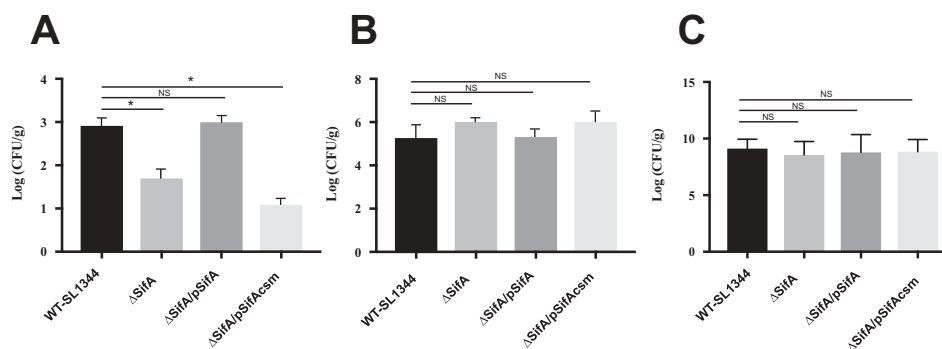 A
B
C
Log (CFU/g)
4
3
2
1
0
*
NS
*
WT-SL1344
ΔSifA
ΔSifA/pSifA
ΔSifA/pSifAcsm
Log (CFU/g)
8
6
4
2
0
NS
NS
NS
WT-SL1344
ΔSifA
ΔSifA/pSifA
ΔSifA/pSifAcsm
Log (CFU/g)
15
10
5
0
NS
NS
NS
WT-SL1344
ΔSifA
ΔSifA/pSifA
ΔSifA/pSifAcsm